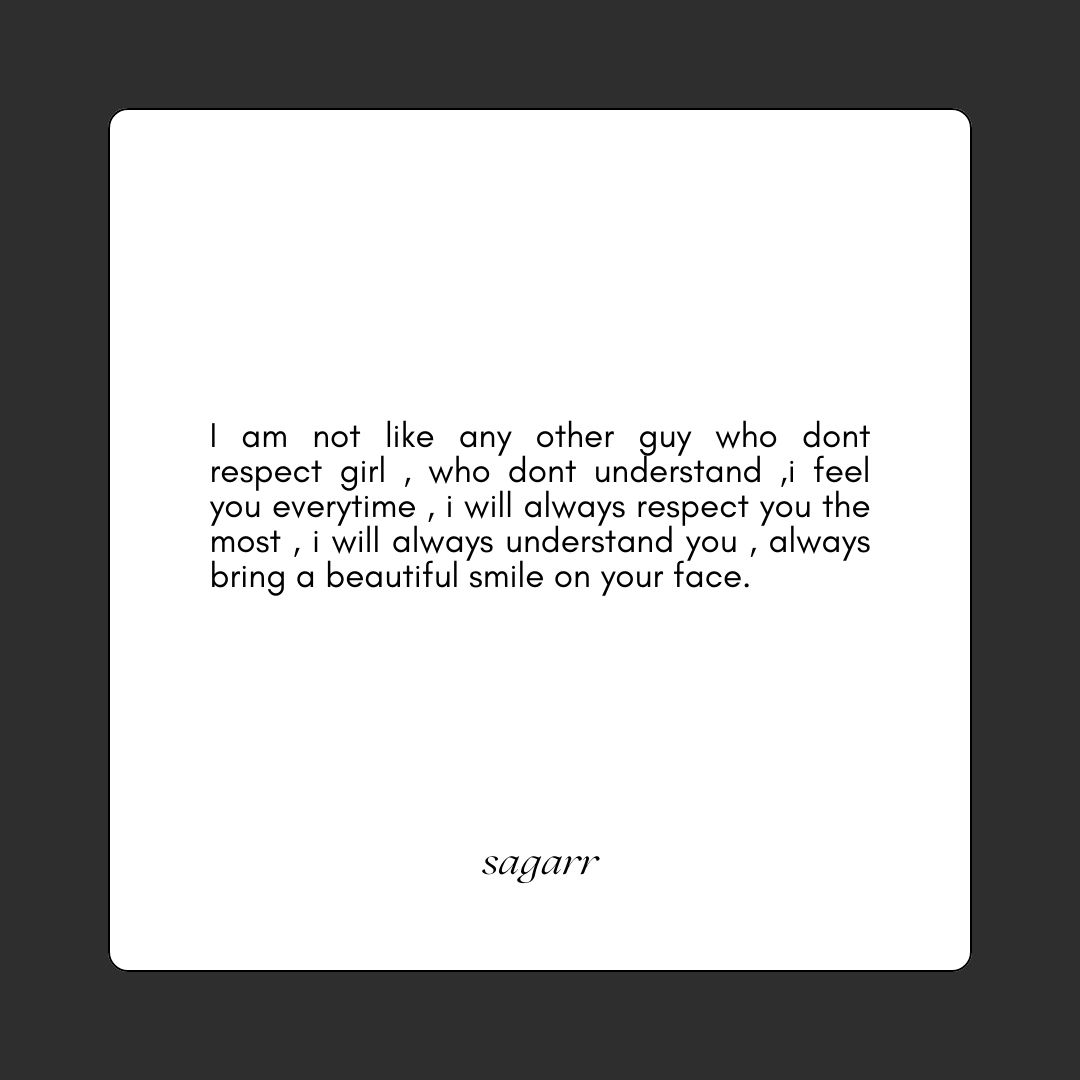 I am not like any other guy who dont
respect girl , who dont understand ,i feel
you everytime , i will always respect you the
most , i will always understand you , always
bring a beautiful smile on your face.
sagarr